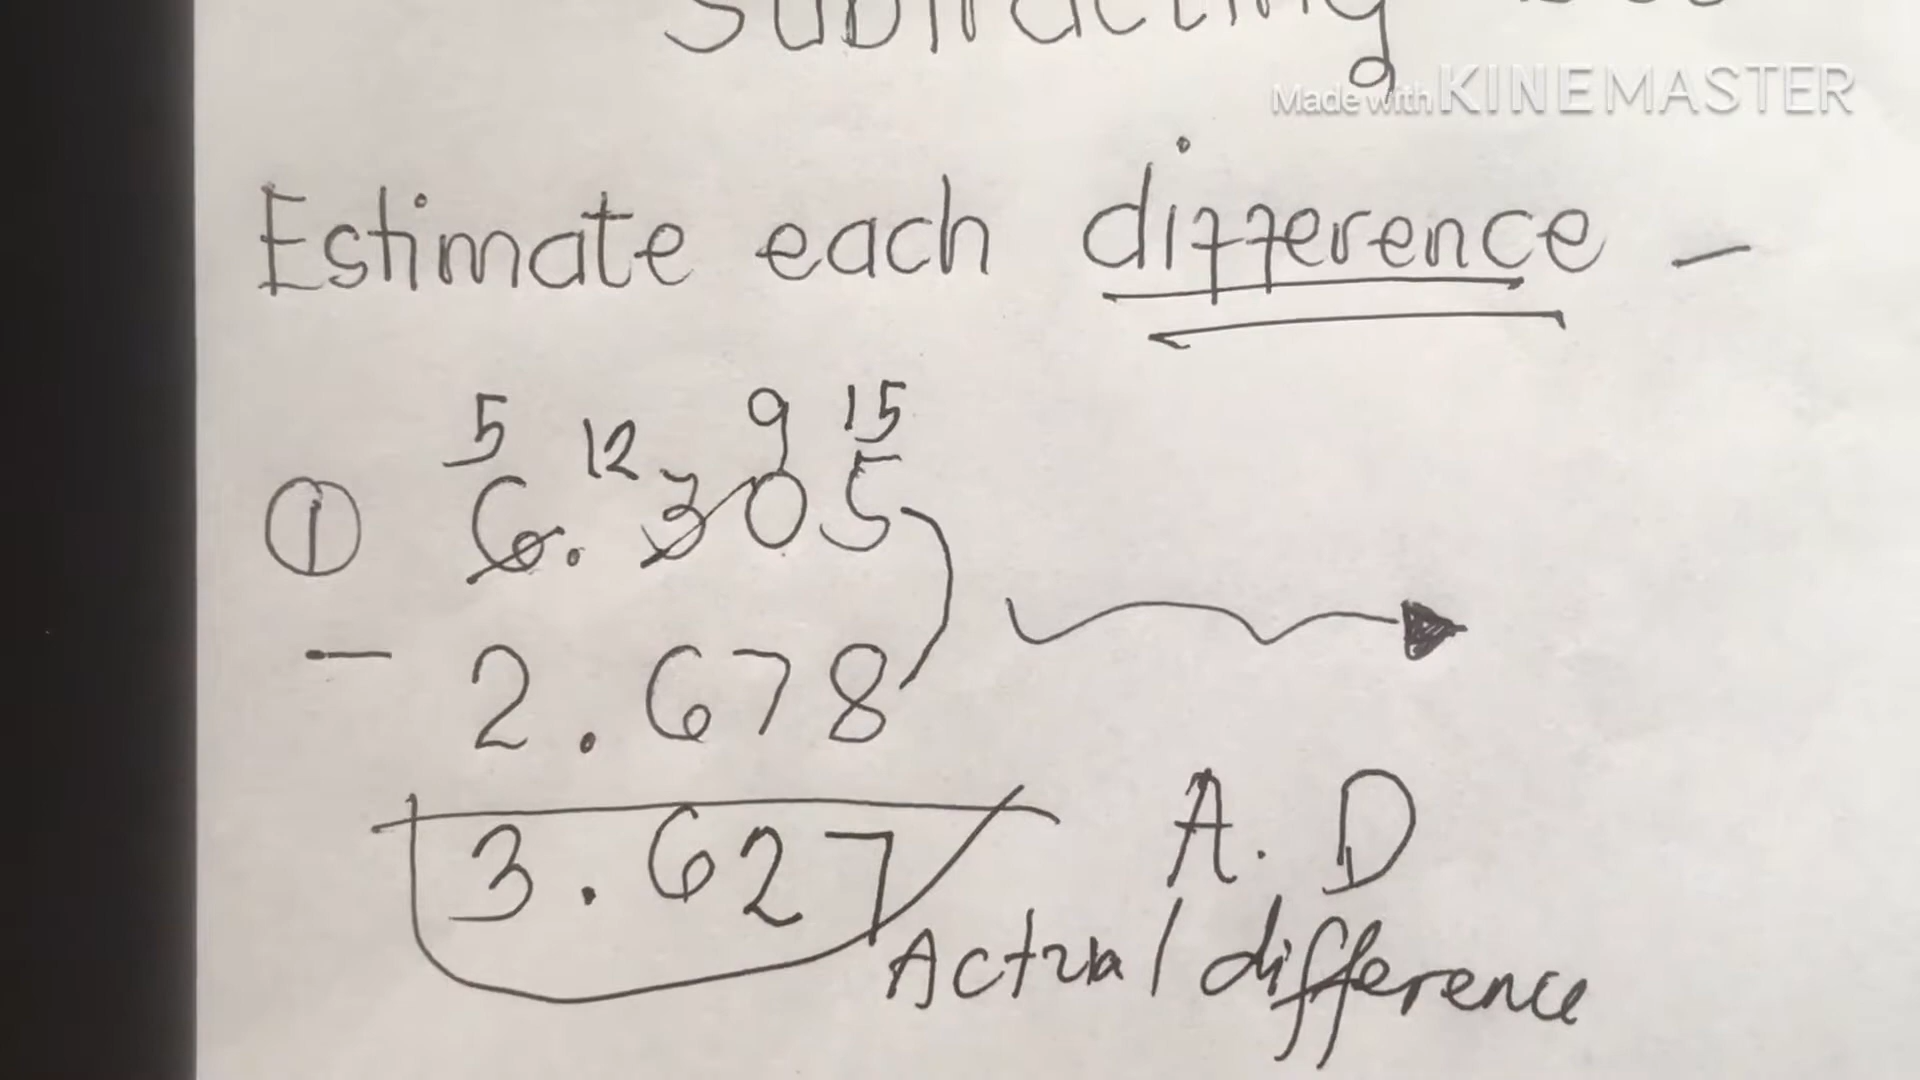 Subtracting
Made with KINEMASTER
Estimate each difference -
5 12 9 15
① 6.305
- 2.678
3.627
A. D
Actual difference